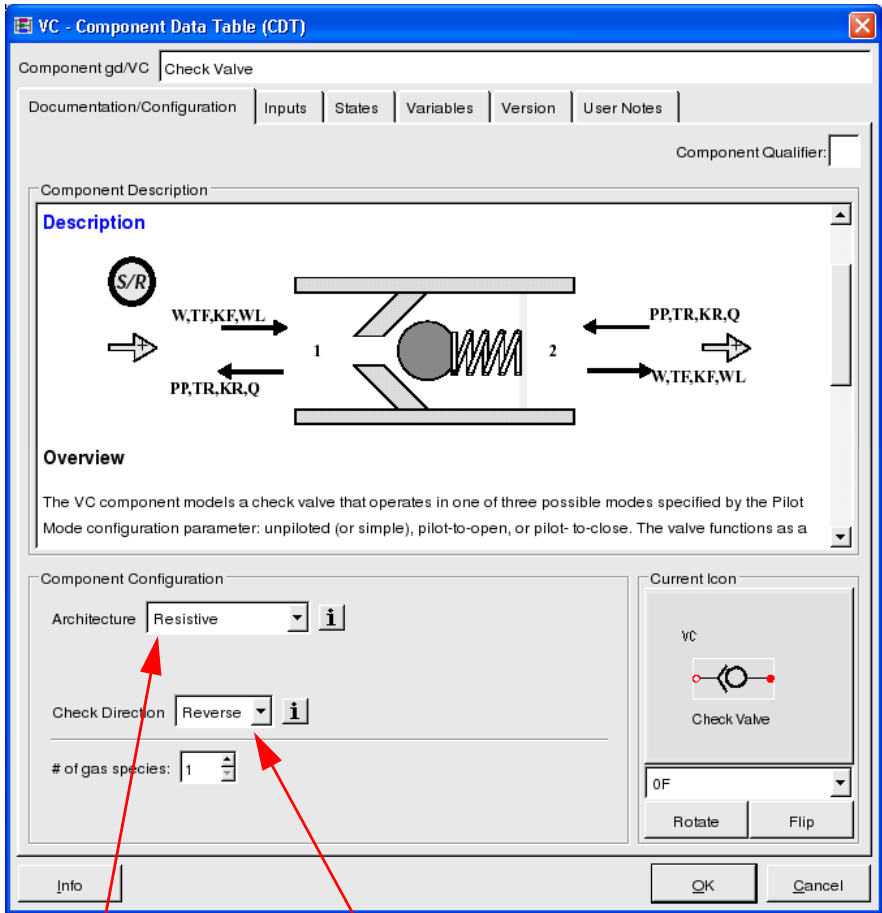 VC - Component Data Table (CDT)
Component gd/VC Check Valve
Documentation/Configuration Inputs States Variables Version User Notes
Component Qualifier:
Component Description
Description
S/R
W,TF,KF,WL PP,TR,KR,Q
+ 1 2 +
PP,TR,KR,Q W,TF,KF,WL
Overview
The VC component models a check valve that operates in one of three possible modes specified by the Pilot
Mode configuration parameter: unpiloted (or simple), pilot-to-open, or pilot- to-close. The valve functions as a
Component Configuration
Architecture Resistive i
Check Direction Reverse i
# of gas species: 1
Current Icon
VC
Check Valve
0F
Rotate Flip
Info OK Cancel